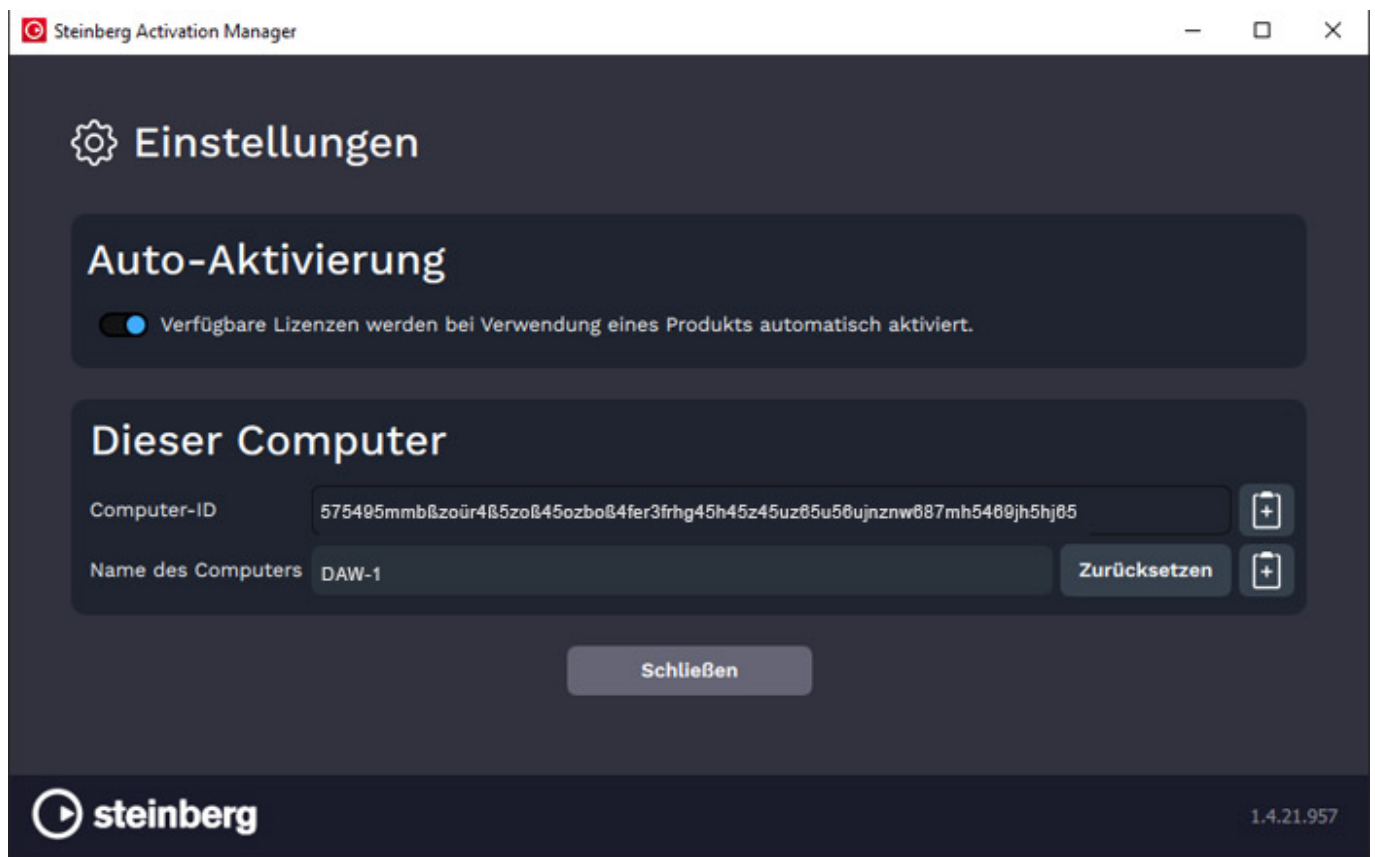 Steinberg Activation Manager
Einstellungen
Auto-Aktivierung
Verfügbare Lizenzen werden bei Verwendung eines Produkts automatisch aktiviert.
Dieser Computer
Computer-ID 575495mmbßzoür4ß5zoß45ozboß4fer3frhg45h45z45uz65u56ujnznw687mh5469jh5hj65
Name des Computers DAW-1 Zurücksetzen
Schließen
steinberg 1.4.21.957